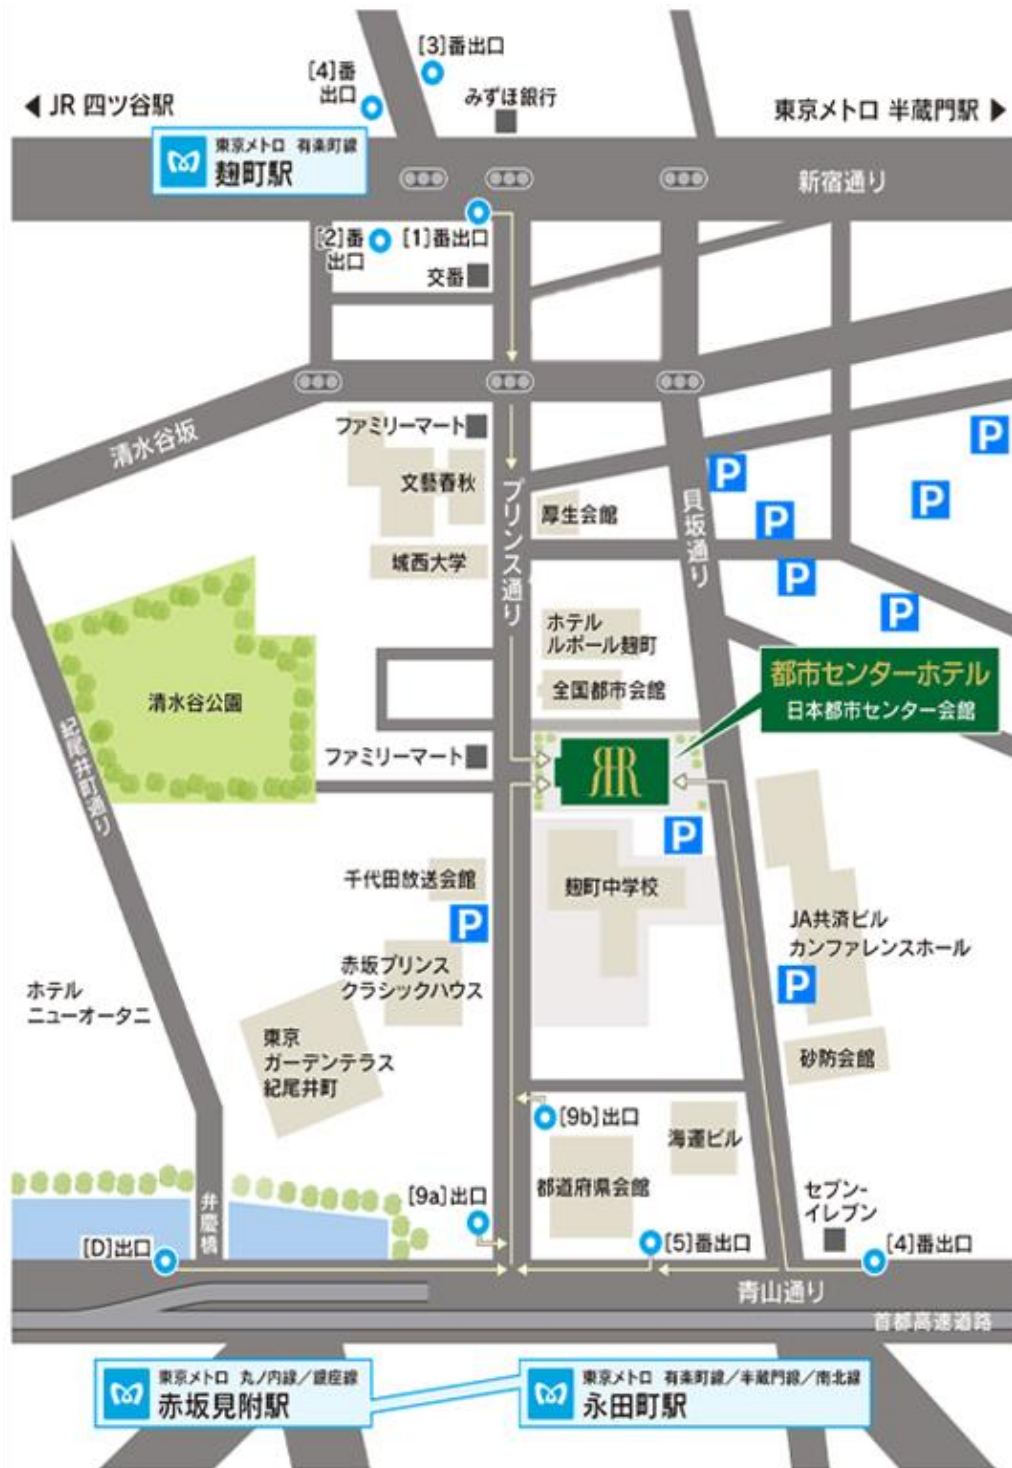 [3]番出口
[4]番
出口
みずほ銀行
◀ JR 四ツ谷駅
東京メトロ 半蔵門駅 ▶
東京メトロ 有楽町線
麹町駅
新宿通り
[2]番
出口
[1]番出口
交番
清水谷坂
ファミリーマート
文藝春秋
プリンス通り
厚生会館
貝坂通り
P
P
P
P
P
P
城西大学
ホテル
ルポール麹町
全国都市会館
都市センターホテル
日本都市センター会館
清水谷公園
紀尾井町通り
ファミリーマート
RR
P
千代田放送会館
P
麹町中学校
JA共済ビル
カンファレンスホール
P
赤坂プリンス
クラシックハウス
ホテル
ニューオータニ
東京
ガーデンテラス
紀尾井町
砂防会館
[9b]出口
海運ビル
都道府県会館
弁慶橋
[9a]出口
セブン-
イレブン
[D]出口
[5]番出口
[4]番出口
青山通り
首都高速道路
東京メトロ 丸ノ内線／銀座線
赤坂見附駅
東京メトロ 有楽町線／半蔵門線／南北線
永田町駅